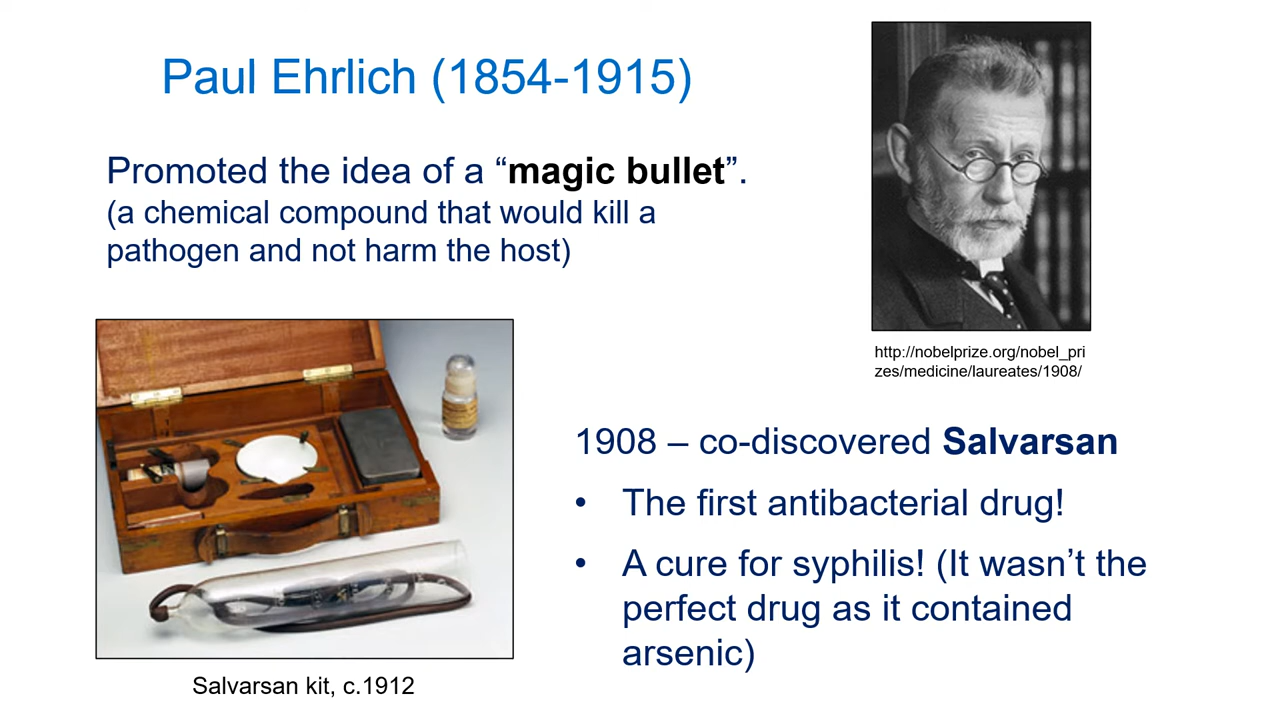 Paul Ehrlich (1854-1915)
Promoted the idea of a “magic bullet”.
(a chemical compound that would kill a
pathogen and not harm the host)
http://nobelprize.org/nobel_pri
zes/medicine/laureates/1908/
1908 – co-discovered Salvarsan
• The first antibacterial drug!
• A cure for syphilis! (It wasn’t the
perfect drug as it contained
arsenic)
Salvarsan kit, c.1912